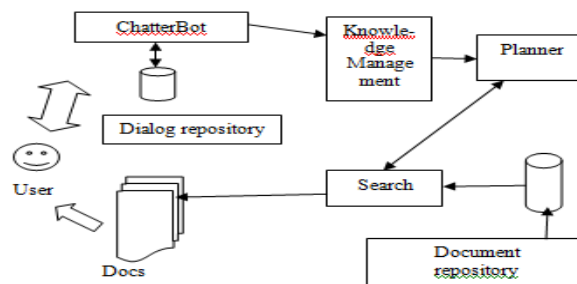 ChatterBot
Knowle-
dge
Manage
ment
Planner
Dialog repository
User
Search
Docs
Document
repository